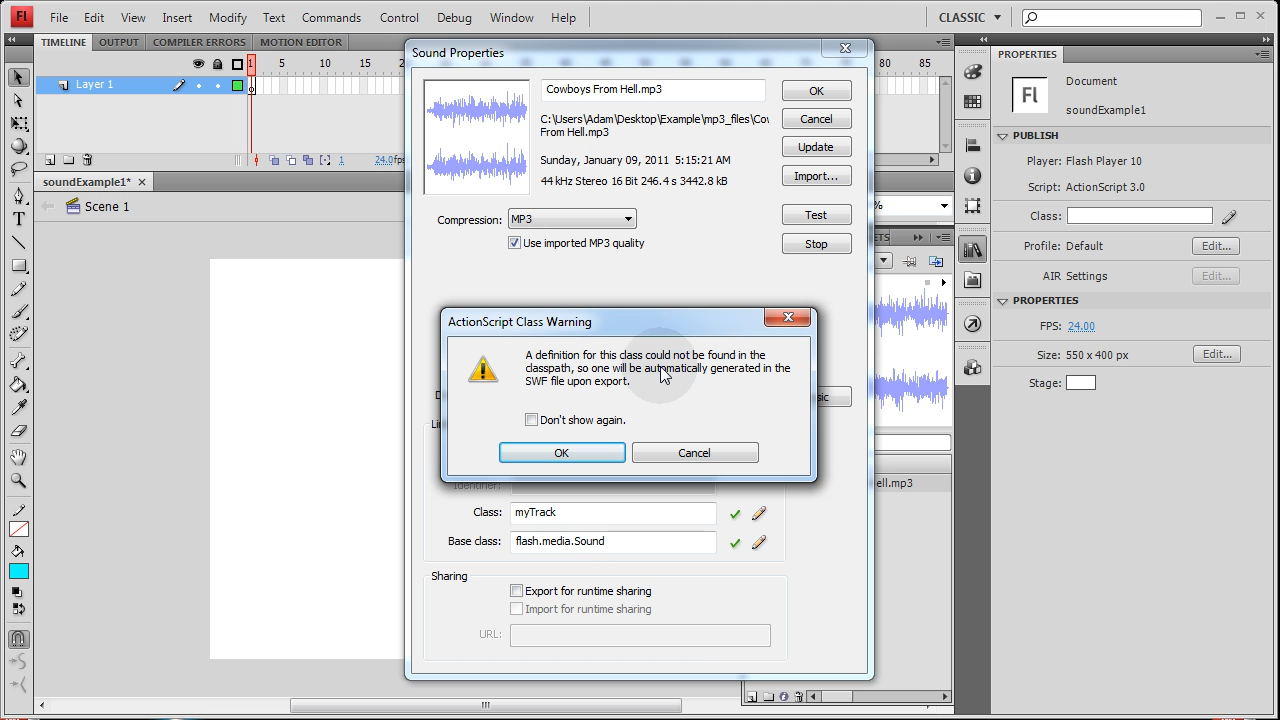 Fl File Edit View Insert Modify Text Commands Control Debug Window Help CLASSIC
TIMELINE OUTPUT COMPILER ERRORS MOTION EDITOR
1 10 15 80 85
Layer 1
1 24.0fps
soundExample1*
Scene 1
Sound Properties
Cowboys From Hell.mp3
C:\Users\Adam\Desktop\Example\mp3_files\Cow
From Hell.mp3
Sunday, January 09, 2011 5:15:21 AM
44 kHz Stereo 16 Bit 246.4 s 3442.8 kB
OK
Cancel
Update
Import...
Test
Stop
Compression: MP3
Use imported MP3 quality
ActionScript Class Warning
A definition for this class could not be found in the
classpath, so one will be automatically generated in the
SWF file upon export.
Don't show again.
OK Cancel
Identifier:
Class: myTrack
Base class: flash.media.Sound
Sharing
Export for runtime sharing
Import for runtime sharing
URL:
%
ell.mp3
PROPERTIES
Fl
Document
soundExample1
PUBLISH
Player: Flash Player 10
Script: ActionScript 3.0
Class:
Profile: Default Edit...
AIR Settings Edit...
PROPERTIES
FPS: 24.00
Size: 550 x 400 px Edit...
Stage: